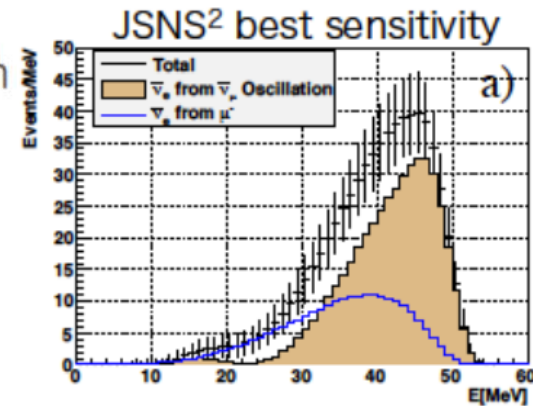 JSNS² best sensitivity
n
a)
Total
ν̅ₑ from ν̅μ Oscillation
ν̅ₑ from μ⁻
Events/MeV
50
45
40
35
30
25
20
15
10
5
0
0 10 20 30 40 50 60
E[MeV]